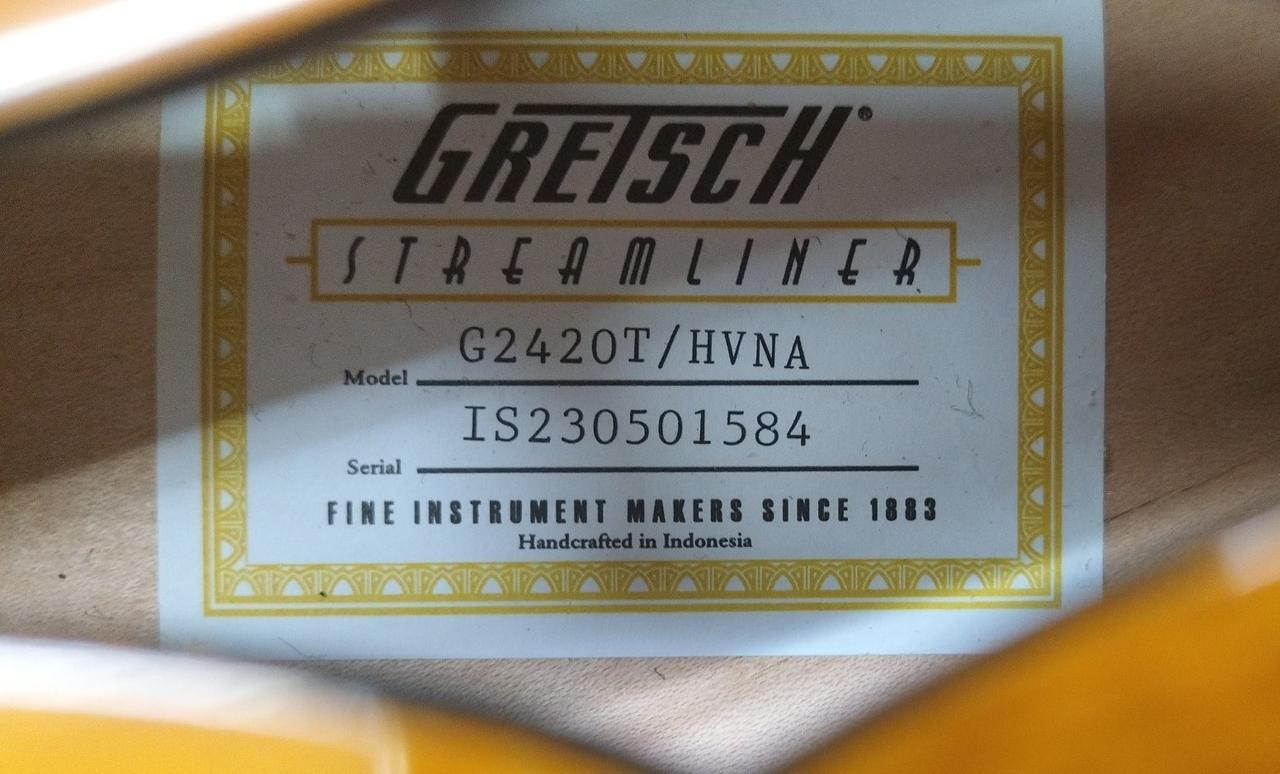 GRETSCH®
STREAMLINER
G2420T/HVNA
Model
IS230501584
Serial
FINE INSTRUMENT MAKERS SINCE 1883
Handcrafted in Indonesia